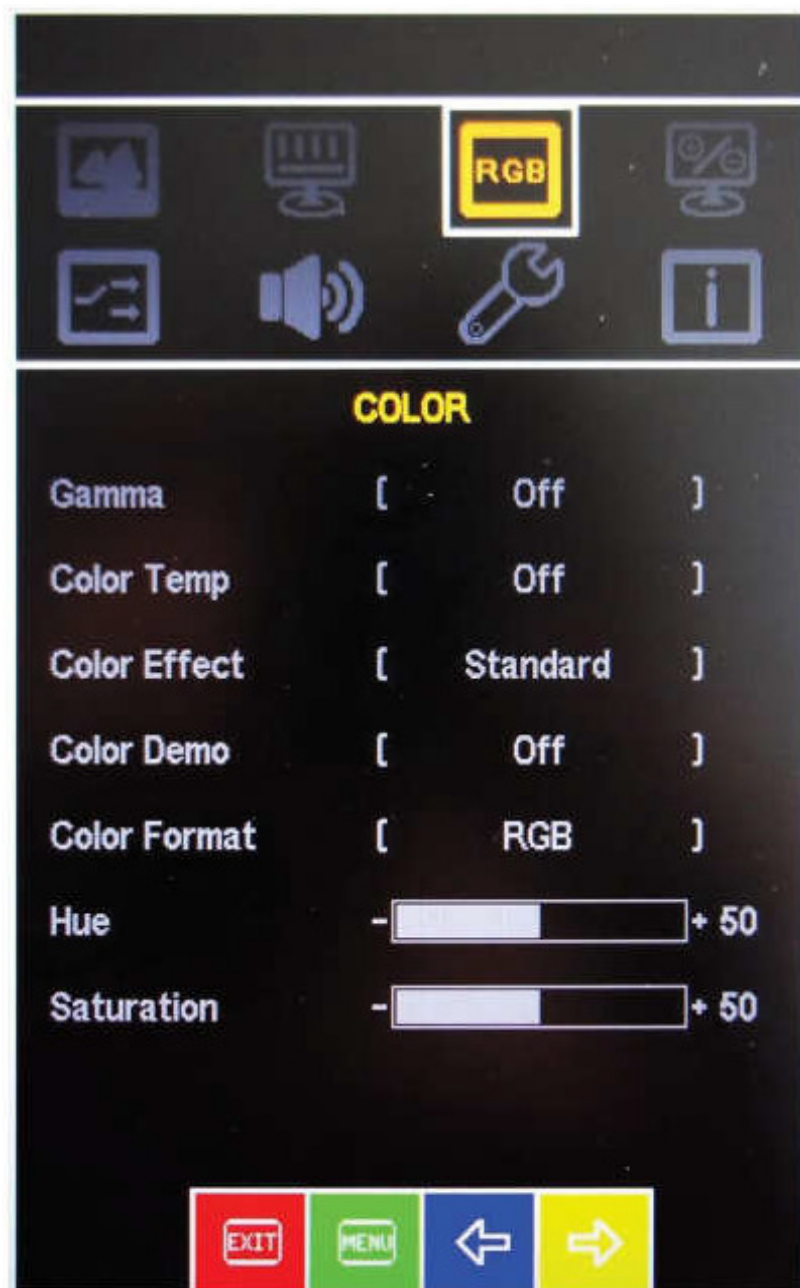 RGB
COLOR
Gamma [ Off ]
Color Temp [ Off ]
Color Effect [ Standard ]
Color Demo [ Off ]
Color Format [ RGB ]
Hue - + 50
Saturation - + 50
EXIT MENU